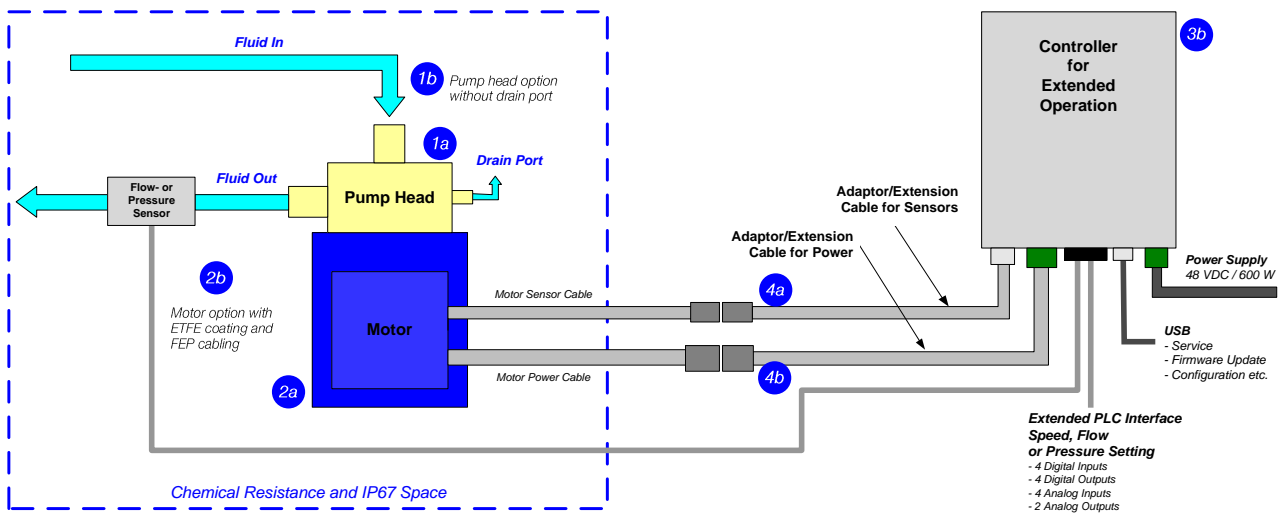 Fluid In
1b
Pump head option
without drain port
1a
Drain Port
Fluid Out
Flow- or
Pressure
Sensor
Pump Head
2b
Motor option with
ETFE coating and
FEP cabling
Motor
2a
Motor Sensor Cable
Motor Power Cable
Chemical Resistance and IP67 Space
4a
4b
Adaptor/Extension
Cable for Sensors
Adaptor/Extension
Cable for Power
Controller
for
Extended
Operation
3b
Power Supply
48 VDC / 600 W
USB
- Service
- Firmware Update
- Configuration etc.
Extended PLC Interface
Speed, Flow
or Pressure Setting
- 4 Digital Inputs
- 4 Digital Outputs
- 4 Analog Inputs
- 2 Analog Outputs